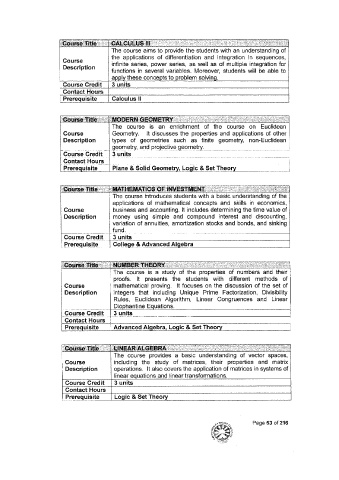 Course Title CALCULUS III
The course aims to provide the students with an understanding of
the applications of differentiation and integration in sequences,
Course infinite series, power series, as well as of multiple integration for
Description functions in several variables. Moreover, students will be able to
apply these concepts to problem solving.
Course Credit 3 units
Contact Hours
Prerequisite Calculus II
Course Title MODERN GEOMETRY
The course is an enrichment of the course on Euclidean
Course Geometry. It discusses the properties and applications of other
Description types of geometries such as finite geometry, non-Euclidean
geometry, and projective geometry.
Course Credit 3 units
Contact Hours
Prerequisite Plane & Solid Geometry, Logic & Set Theory
Course Title MATHEMATICS OF INVESTMENT
The course introduces students with a basic understanding of the
applications of mathematical concepts and skills in economics,
Course business and accounting. It includes determining the time value of
Description money using simple and compound interest and discounting,
variation of annuities, amortization stocks and bonds, and sinking
fund.
Course Credit 3 units
Prerequisite College & Advanced Algebra
Course Title NUMBER THEORY
The course is a study of the properties of numbers and their
proofs. It presents the students with different methods of
Course mathematical proving. It focuses on the discussion of the set of
Description integers that including Unique Prime Factorization, Divisibility
Rules, Euclidean Algorithm, Linear Congruences and Linear
Diophantine Equations.
Course Credit 3 units
Contact Hours
Prerequisite Advanced Algebra, Logic & Set Theory
Course Title LINEAR ALGEBRA
The course provides a basic understanding of vector spaces,
Course including the study of matrices, their properties and matrix
Description operations. It also covers the application of matrices in systems of
linear equations and linear transformations.
Course Credit 3 units
Contact Hours
Prerequisite Logic & Set Theory
Page 63 of 216